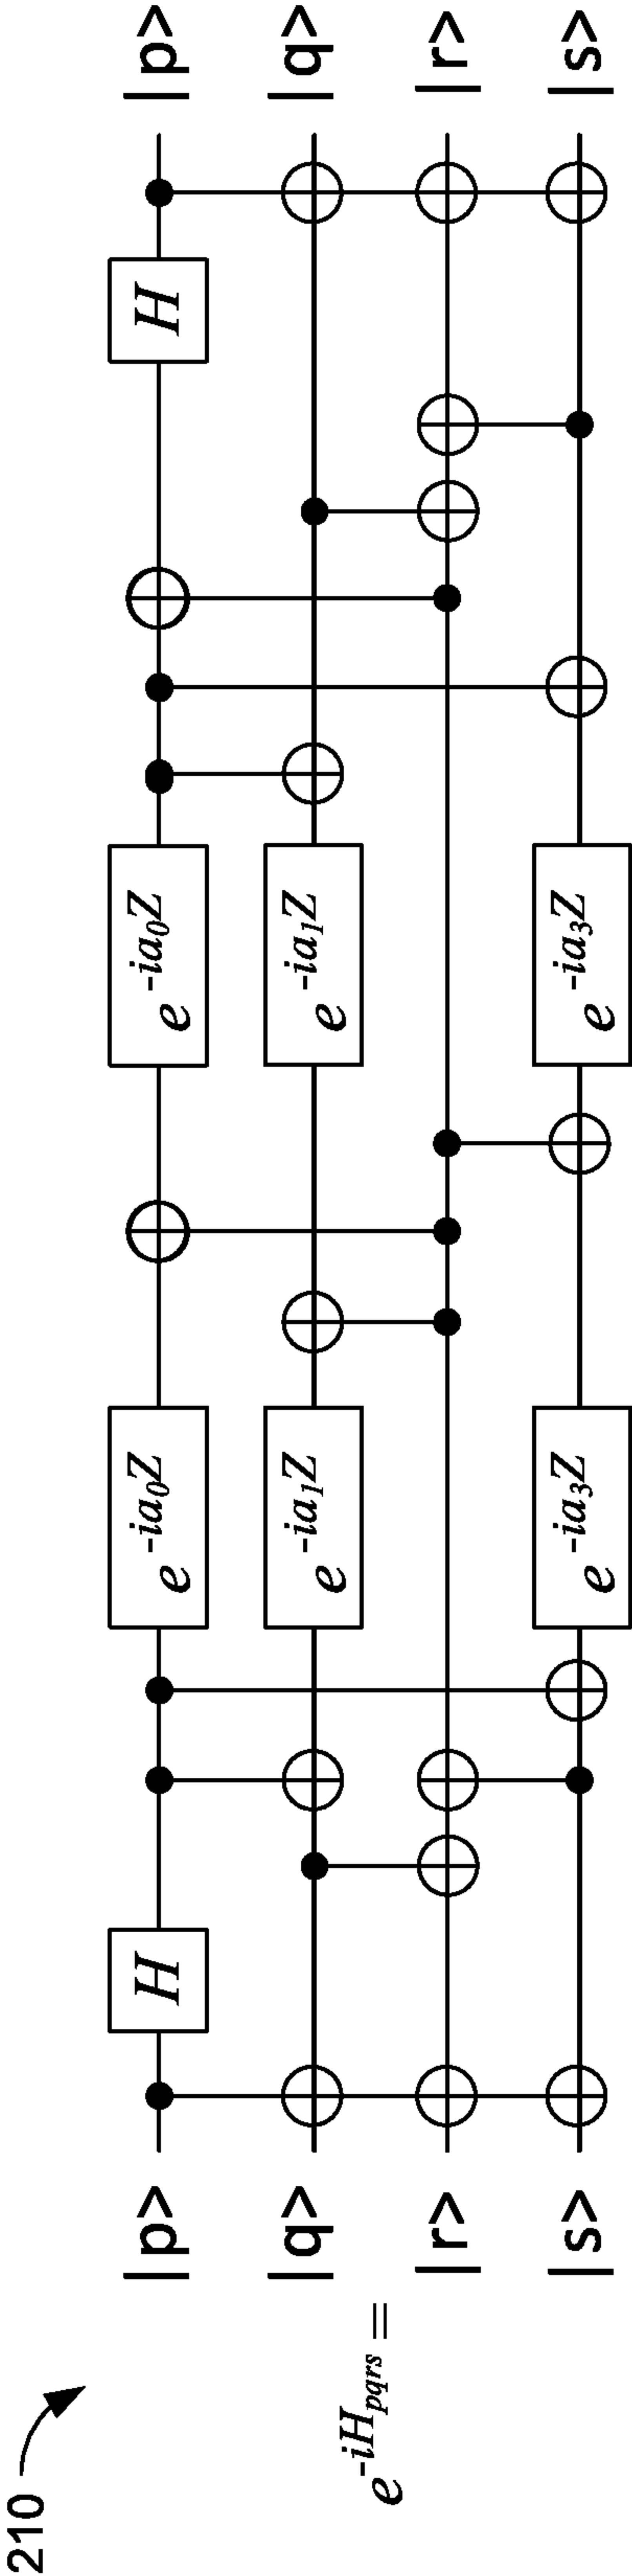 210
e^{-iH_{pqrs}} =
|p> H e^{-ia_0Z} e^{-ia_0Z} H |p>
|q> e^{-ia_1Z} e^{-ia_1Z} |q>
|r> |r>
|s> e^{-ia_3Z} e^{-ia_3Z} |s>